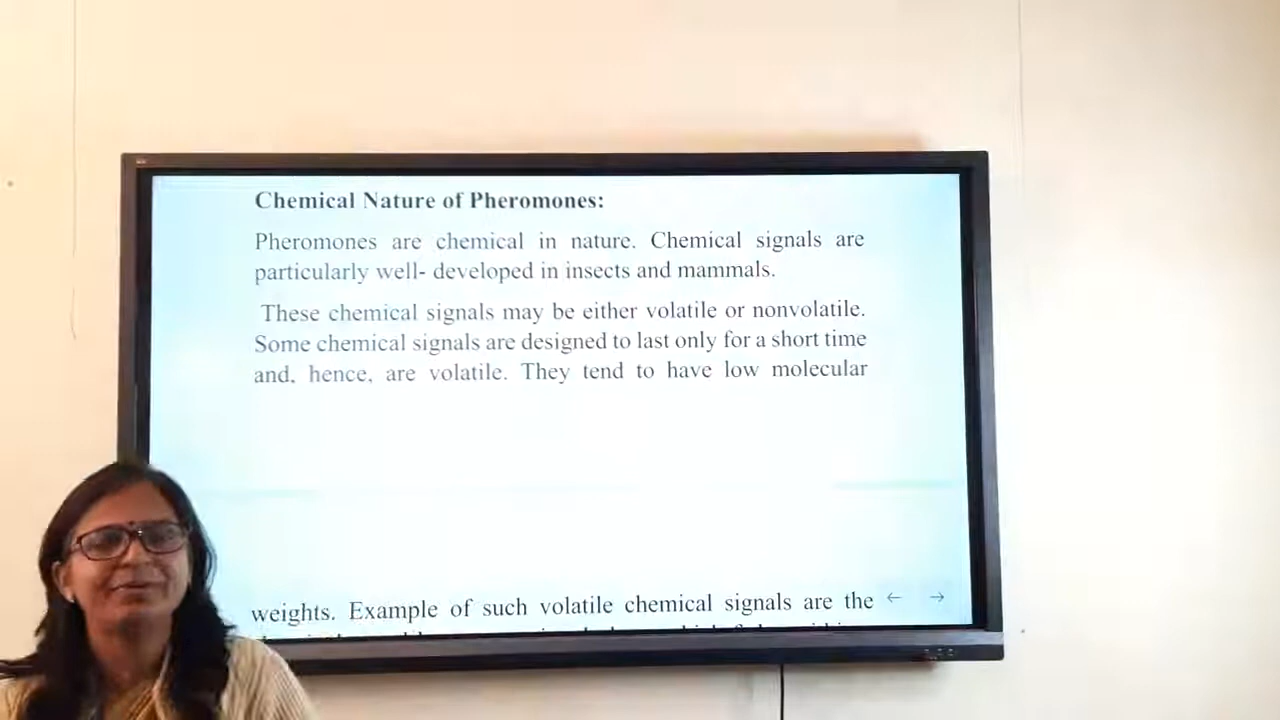 Chemical Nature of Pheromones:
Pheromones are chemical in nature. Chemical signals are
particularly well- developed in insects and mammals.
These chemical signals may be either volatile or nonvolatile.
Some chemical signals are designed to last only for a short time
and, hence, are volatile. They tend to have low molecular
weights. Example of such volatile chemical signals are the